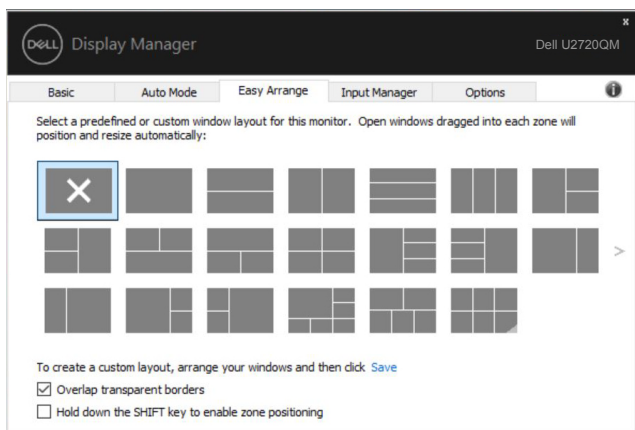 x
DELL Display Manager
Dell U2720QM
Basic Auto Mode Easy Arrange Input Manager Options i
Select a predefined or custom window layout for this monitor. Open windows dragged into each zone will
position and resize automatically:
>
To create a custom layout, arrange your windows and then click Save
Overlap transparent borders
Hold down the SHIFT key to enable zone positioning